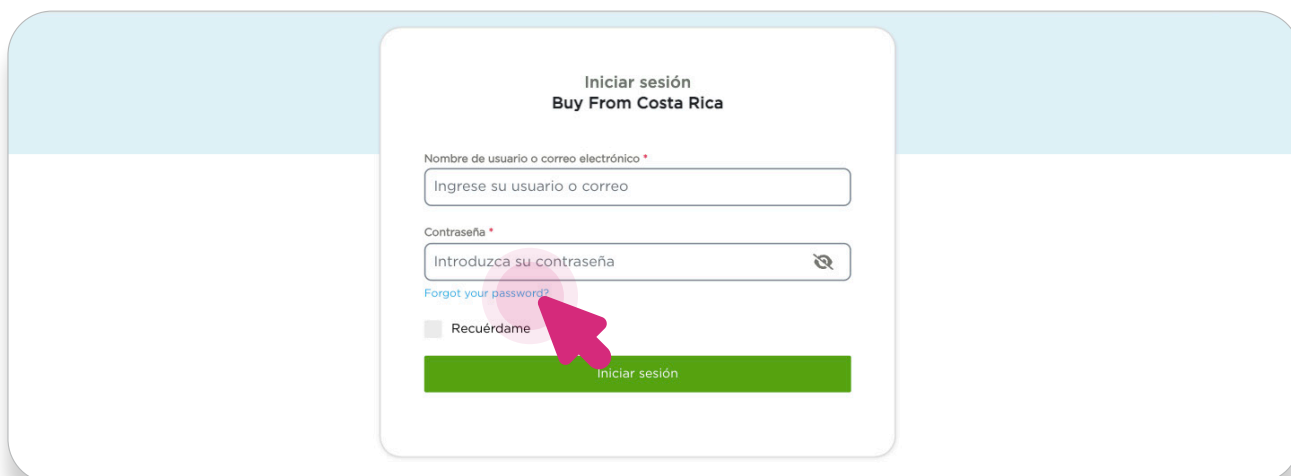 Iniciar sesión
Buy From Costa Rica
Nombre de usuario o correo electrónico *
Ingrese su usuario o correo
Contraseña *
Introduzca su contraseña
Forgot your password?
Recuérdame
Iniciar sesión